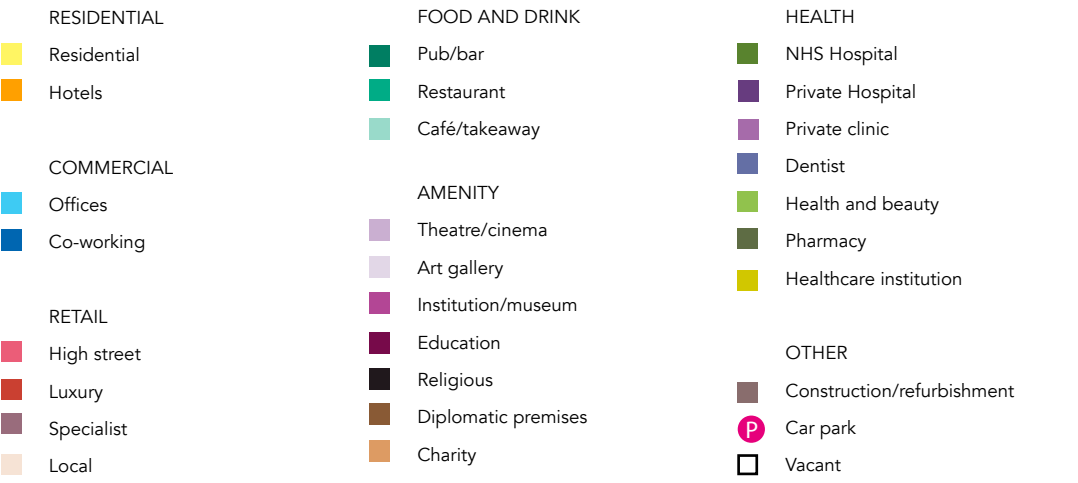 RESIDENTIAL
Residential
Hotels
COMMERCIAL
Offices
Co-working
RETAIL
High street
Luxury
Specialist
Local
FOOD AND DRINK
Pub/bar
Restaurant
Café/takeaway
AMENITY
Theatre/cinema
Art gallery
Institution/museum
Education
Religious
Diplomatic premises
Charity
HEALTH
NHS Hospital
Private Hospital
Private clinic
Dentist
Health and beauty
Pharmacy
Healthcare institution
OTHER
Construction/refurbishment
P Car park
Vacant